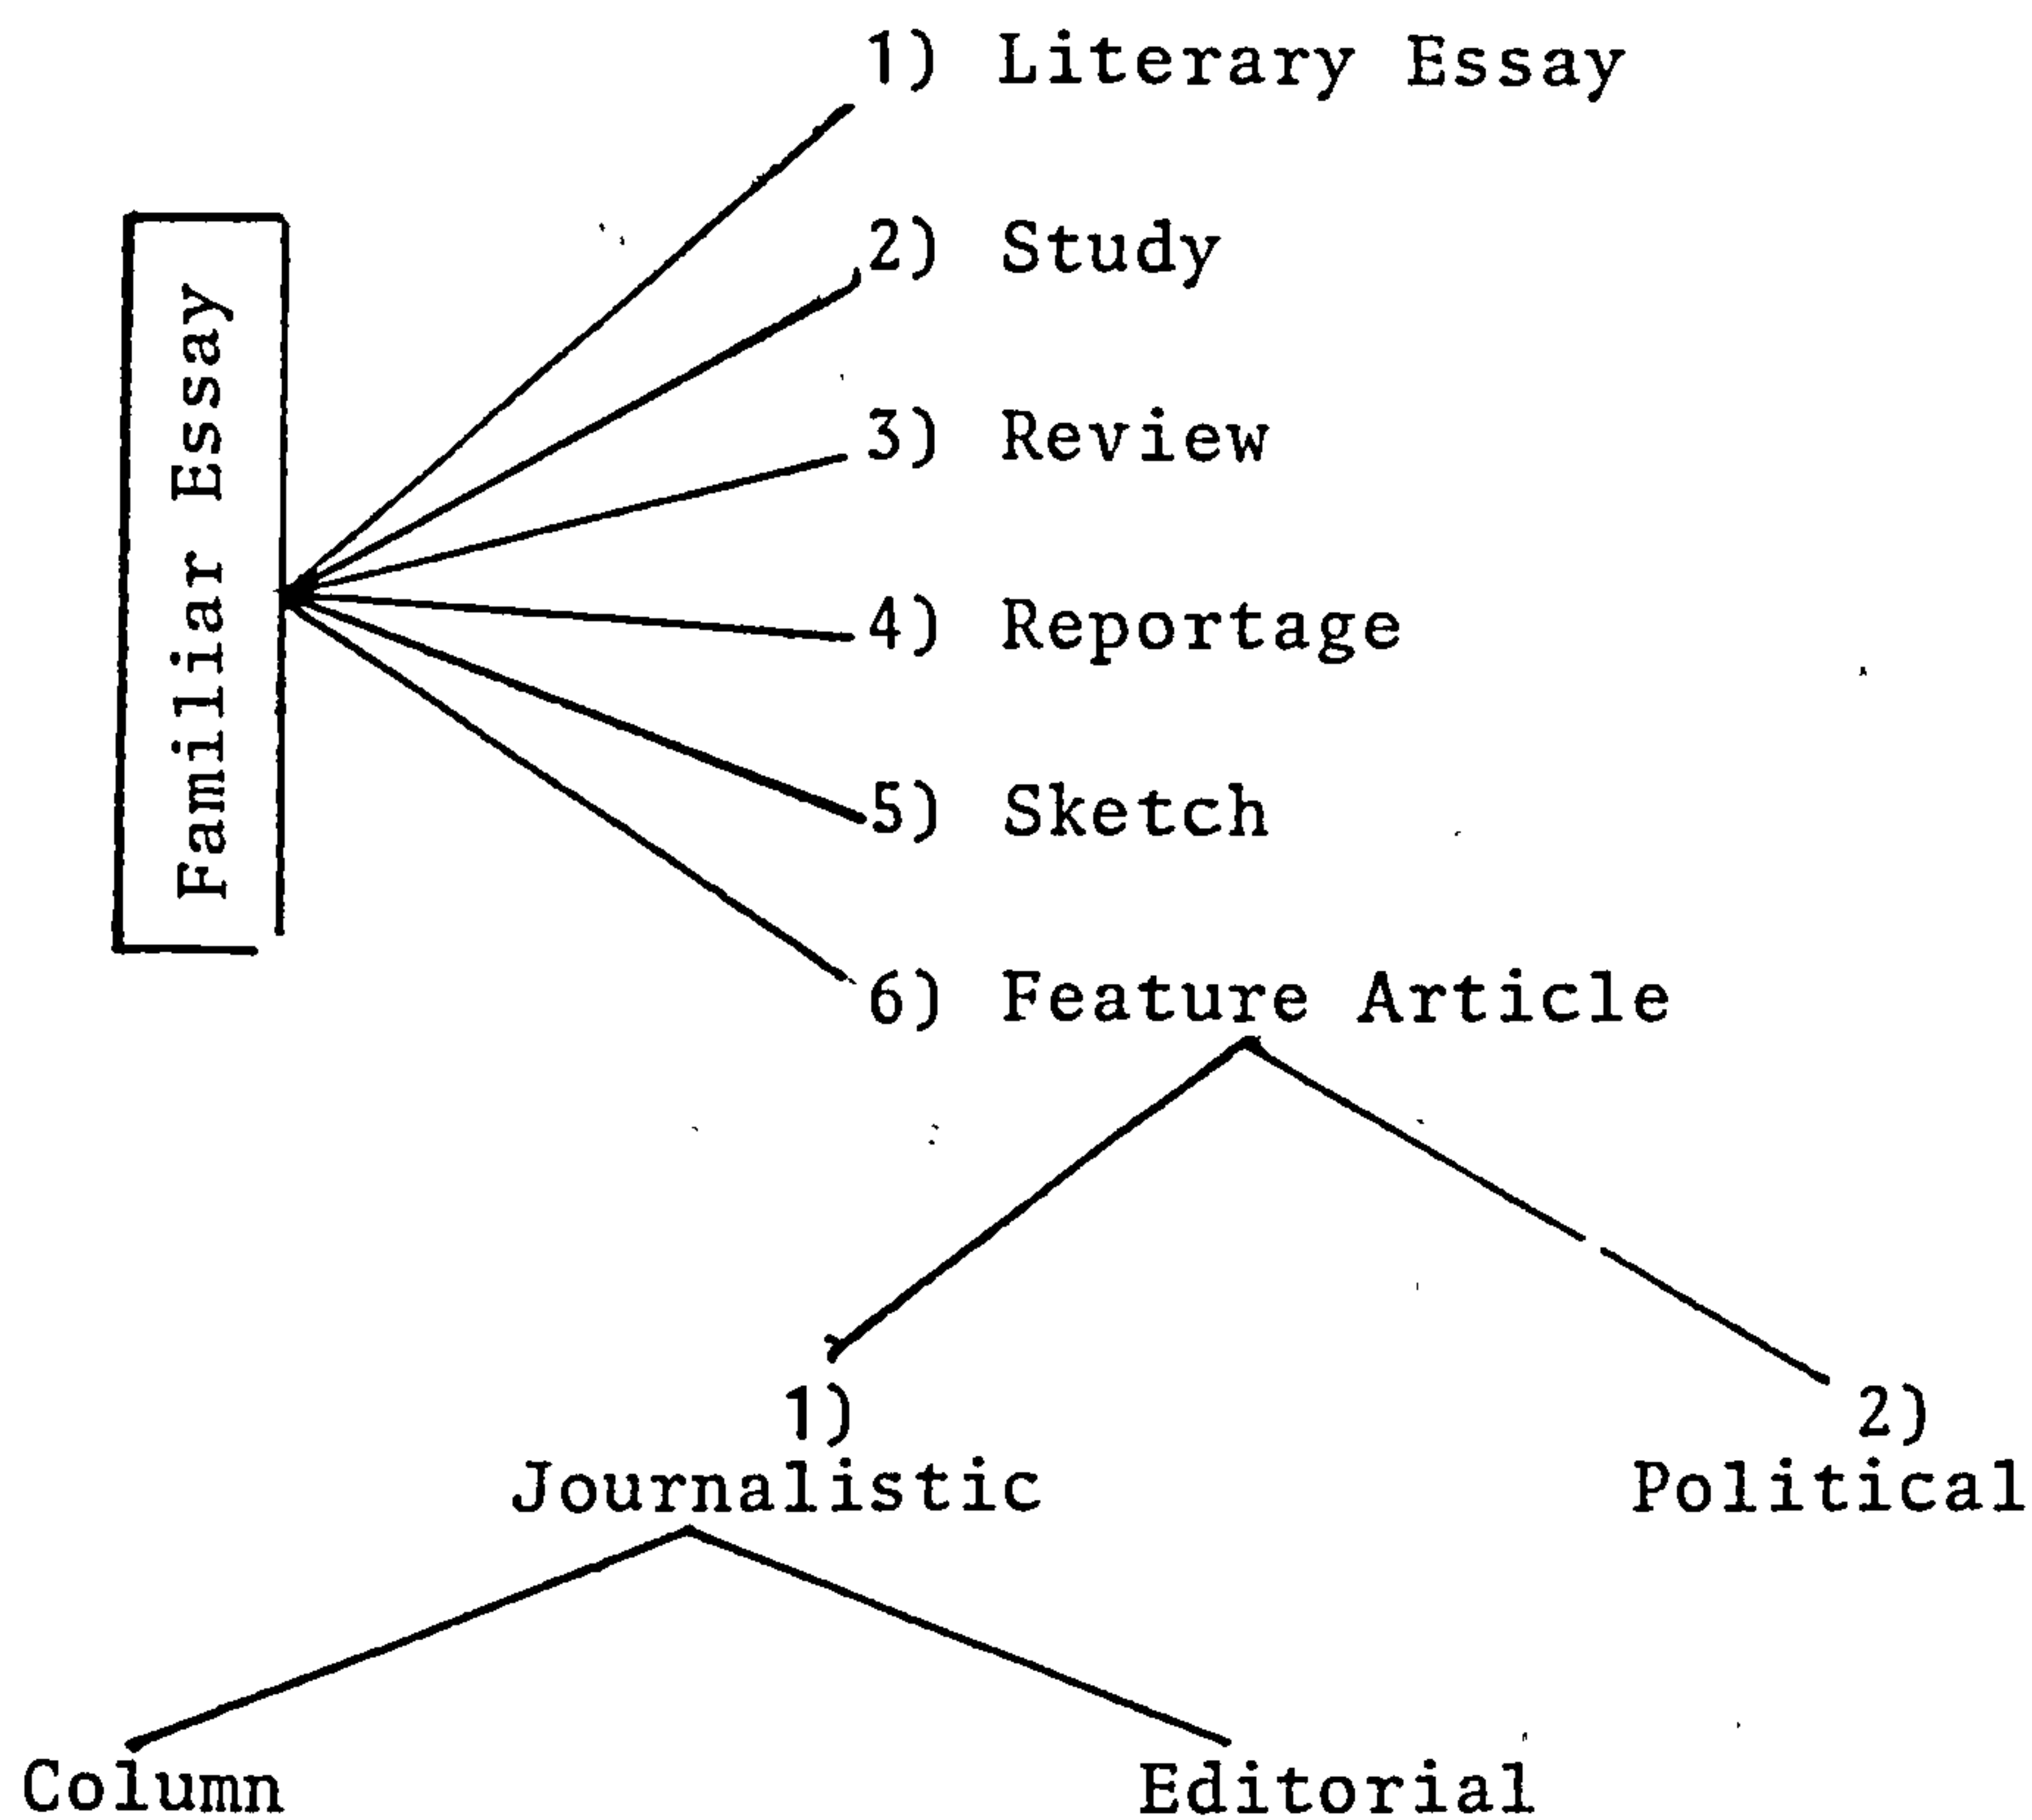 Familiar Essay
1) Literary Essay
2) Study
3) Review
4) Reportage
5) Sketch
6) Feature Article
1)
Journalistic
2)
Political
Column
Editorial